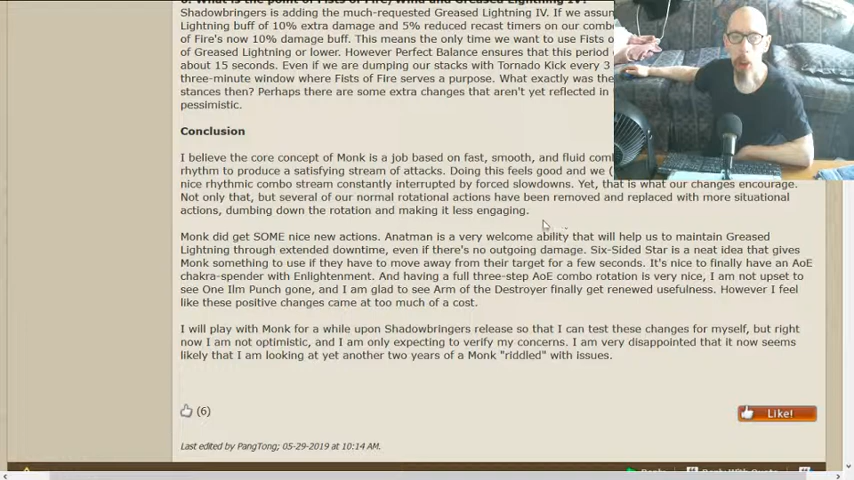 Shadowbringers is adding the much-requested Greased Lightning IV. If we assum
Lightning buff of 10% extra damage and 5% reduced recast timers on our comb
of Fire's now 10% damage buff. This means the only time we want to use Fists o
of Greased Lightning or lower. However Perfect Balance ensures that this period
about 15 seconds. Even if we are dumping our stacks with Tornado Kick every 3
three-minute window where Fists of Fire serves a purpose. What exactly was the
stances then? Perhaps there are some extra changes that aren't yet reflected in
pessimistic.
Conclusion
I believe the core concept of Monk is a job based on fast, smooth, and fluid com
rhythm to produce a satisfying stream of attacks. Doing this feels good and we
nice rhythmic combo stream constantly interrupted by forced slowdowns. Yet, that is what our changes encourage.
Not only that, but several of our normal rotational actions have been removed and replaced with more situational
actions, dumbing down the rotation and making it less engaging.
Monk did get SOME nice new actions. Anatman is a very welcome ability that will help us to maintain Greased
Lightning through extended downtime, even if there's no outgoing damage. Six-Sided Star is a neat idea that gives
Monk something to use if they have to move away from their target for a few seconds. It's nice to finally have an AoE
chakra-spender with Enlightenment. And having a full three-step AoE combo rotation is very nice, I am not upset to
see One Ilm Punch gone, and I am glad to see Arm of the Destroyer finally get renewed usefulness. However I feel
like these positive changes came at too much of a cost.
I will play with Monk for a while upon Shadowbringers release so that I can test these changes for myself, but right
now I am not optimistic, and I am only expecting to verify my concerns. I am very disappointed that it now seems
likely that I am looking at yet another two years of a Monk "riddled" with issues.
(6)
Like!
Last edited by PangTong; 05-29-2019 at 10:14 AM.